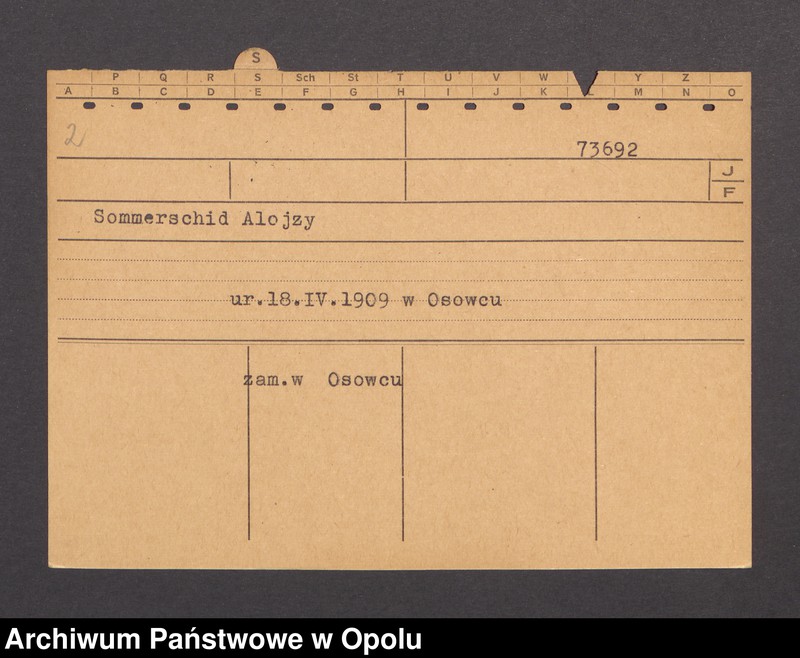 S
P Q R S Sch St T U V W Y Z
A B C D E F G H I J K L M N O
2
73692
J
F
Sommerschid Alojzy
ur.18.IV.1909 w Osowcu
zam.w Osowcu
Archiwum Państwowe w Opolu